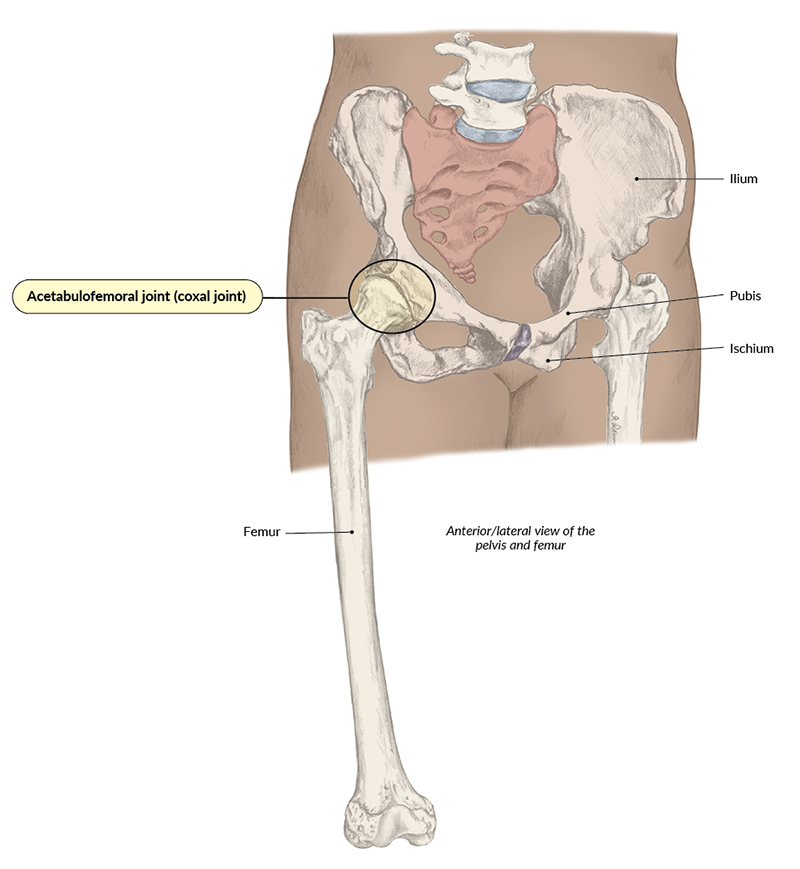 Ilium
Acetabulofemoral joint (coxal joint)
Pubis
Ischium
Femur
Anterior/lateral view of the
pelvis and femur